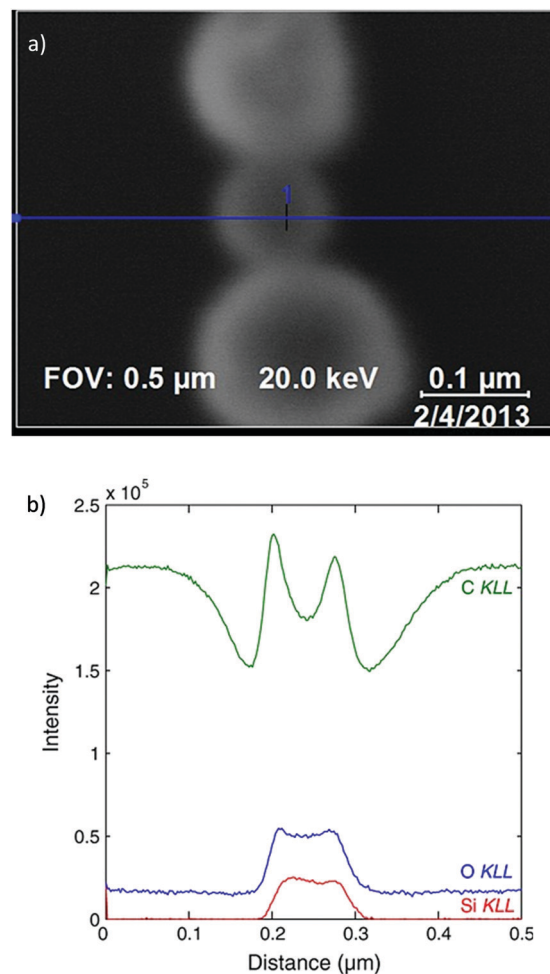 a)
1
FOV: 0.5 µm 20.0 keV 0.1 µm
2/4/2013
b)
x 10⁵
2.5
2
1.5
1
0.5
0
Intensity
C KLL
O KLL
Si KLL
0 0.1 0.2 0.3 0.4 0.5
Distance (µm)